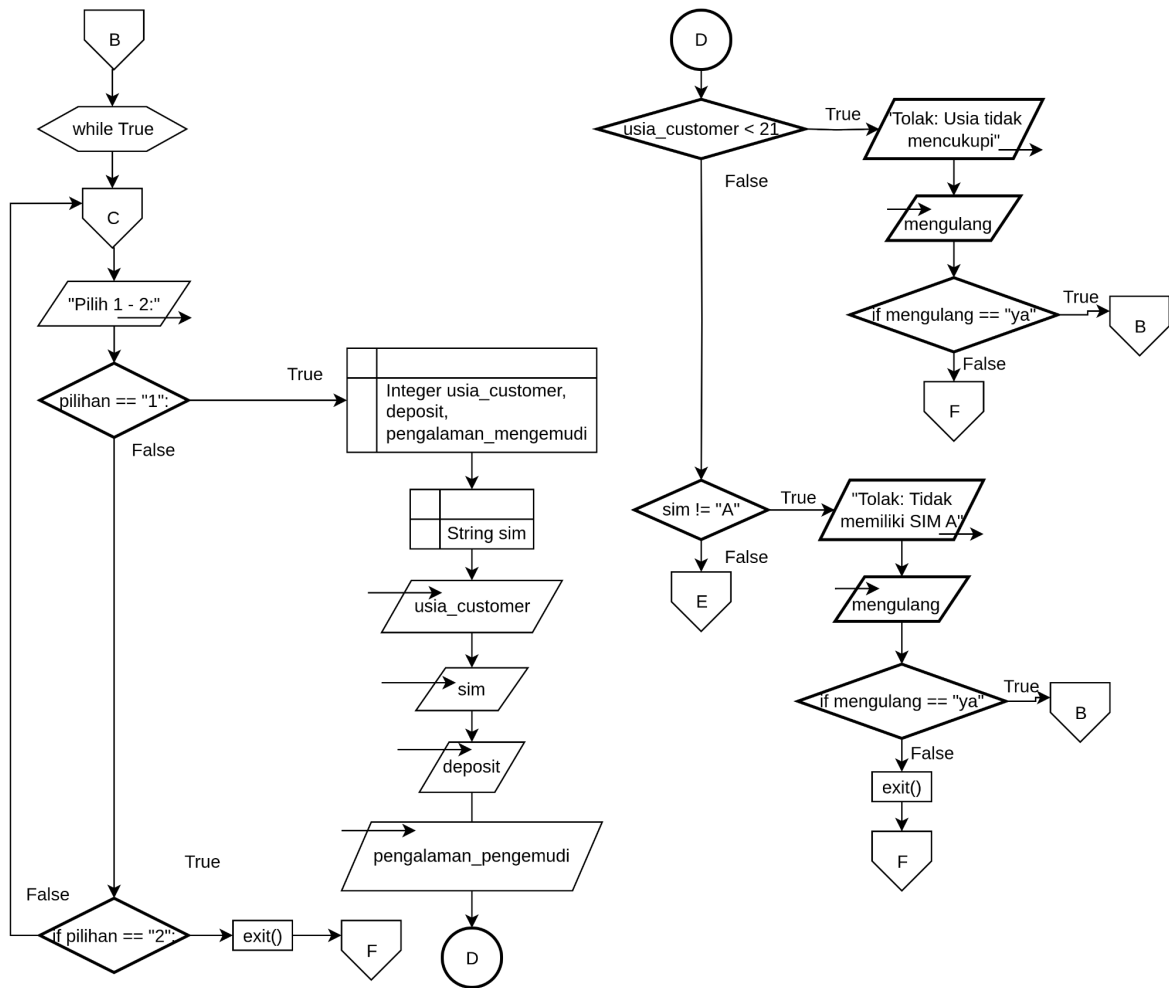 B
while True
C
"Pilih 1 - 2:"
pilihan == "1":
True
False
Integer usia_customer,
deposit,
pengalaman_mengemudi
String sim
usia_customer
sim
deposit
pengalaman_pengemudi
D
if pilihan == "2":
True
False
exit()
F
D
usia_customer < 21
True
False
"Tolak: Usia tidak
mencukupi"
mengulang
if mengulang == "ya"
True
B
False
F
sim != "A"
True
False
E
"Tolak: Tidak
memiliki SIM A"
mengulang
if mengulang == "ya"
True
B
False
exit()
F